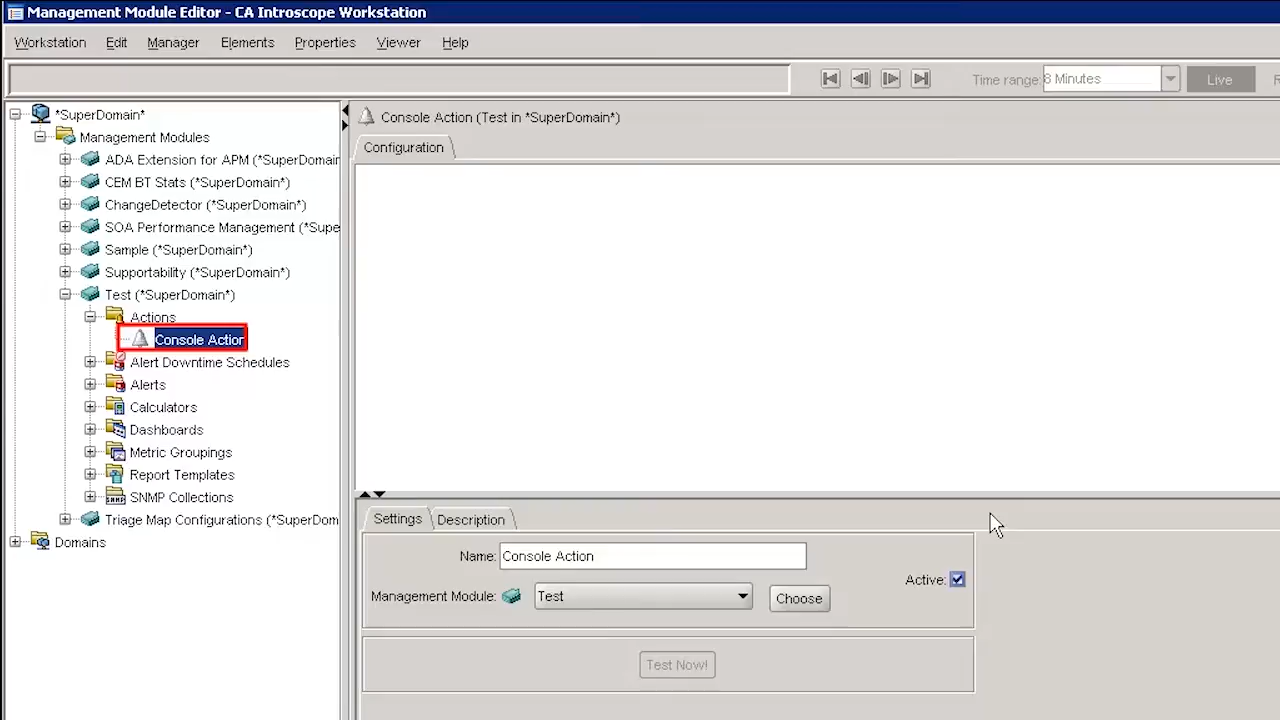 Management Module Editor - CA Introscope Workstation
Workstation Edit Manager Elements Properties Viewer Help
Time range: 8 Minutes Live R
*SuperDomain*
Management Modules
ADA Extension for APM (*SuperDomain
CEM BT Stats (*SuperDomain*)
ChangeDetector (*SuperDomain*)
SOA Performance Management (*Supe
Sample (*SuperDomain*)
Supportability (*SuperDomain*)
Test (*SuperDomain*)
Actions
Console Action
Alert Downtime Schedules
Alerts
Calculators
Dashboards
Metric Groupings
Report Templates
SNMP SNMP Collections
Triage Map Configurations (*SuperDom
Domains
Console Action (Test in *SuperDomain*)
Configuration
Settings Description
Name: Console Action
Active:
Management Module: Test Choose
Test Now!